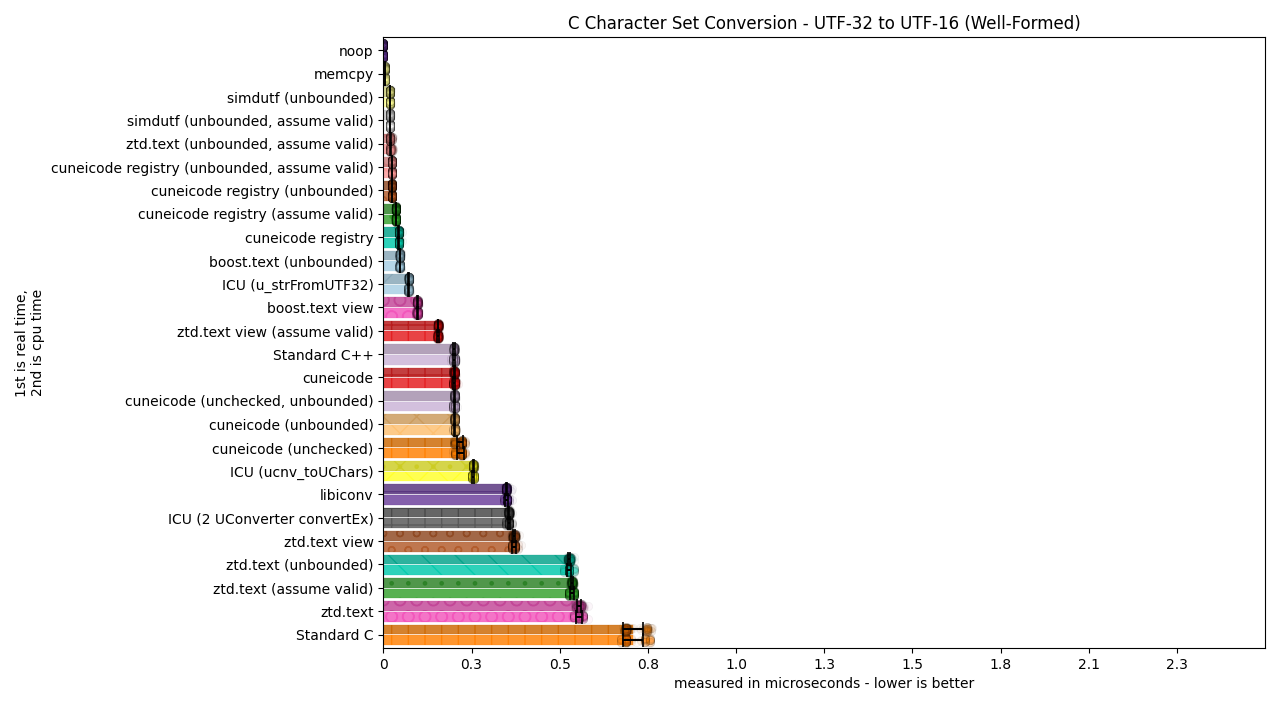 C Character Set Conversion - UTF-32 to UTF-16 (Well-Formed)
1st is real time,
2nd is cpu time
noop
memcpy
simdutf (unbounded)
simdutf (unbounded, assume valid)
ztd.text (unbounded, assume valid)
cuneicode registry (unbounded, assume valid)
cuneicode registry (unbounded)
cuneicode registry (assume valid)
cuneicode registry
boost.text (unbounded)
ICU (u_strFromUTF32)
boost.text view
ztd.text view (assume valid)
Standard C++
cuneicode
cuneicode (unchecked, unbounded)
cuneicode (unbounded)
cuneicode (unchecked)
ICU (ucnv_toUChars)
libiconv
ICU (2 UConverter convertEx)
ztd.text view
ztd.text (unbounded)
ztd.text (assume valid)
ztd.text
Standard C
0 0.3 0.5 0.8 1.0 1.3 1.5 1.8 2.1 2.3
measured in microseconds - lower is better